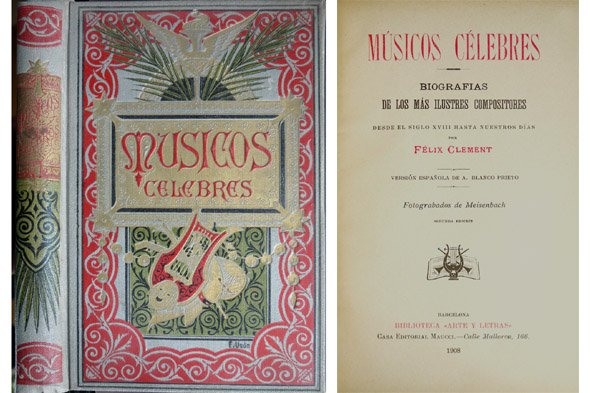 MÚSICOS
CELEBRES
MÚSICOS CÉLEBRES
BIOGRAFIAS
DE LOS MÁS ILUSTRES COMPOSITORES
DESDE EL SIGLO XVIII HASTA NUESTROS DÍAS
POR
FÉLIX CLEMENT
VERSIÓN ESPAÑOLA DE A. BLANCO PRIETO
Fotograbados de Meisenbach
SEGUNDA EDICIÓN
BARCELONA
BIBLIOTECA «ARTE Y LETRAS»
CASA EDITORIAL MAUCCI.—Calle Mallorca, 166.
1908